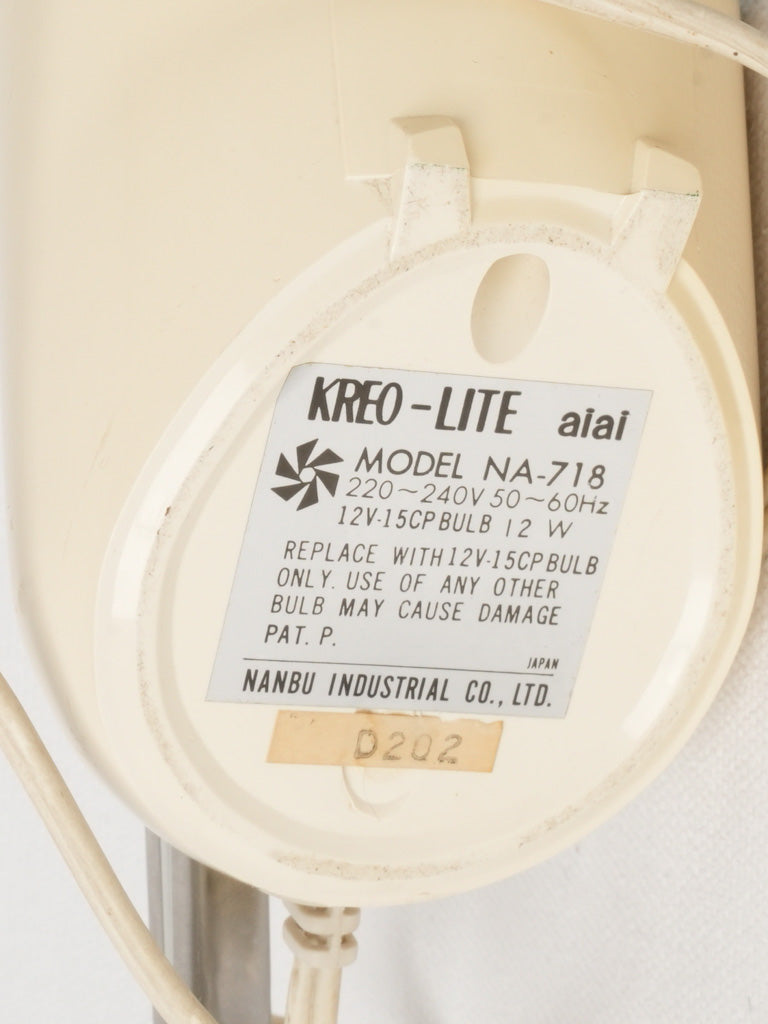 KREO-LITE aiai
MODEL NA-718
220~240V 50~60Hz
12V-15CP BULB 12 W
REPLACE WITH 12V-15CP BULB
ONLY. USE OF ANY OTHER
BULB MAY CAUSE DAMAGE
PAT. P.
JAPAN
NANBU INDUSTRIAL CO., LTD.
D202